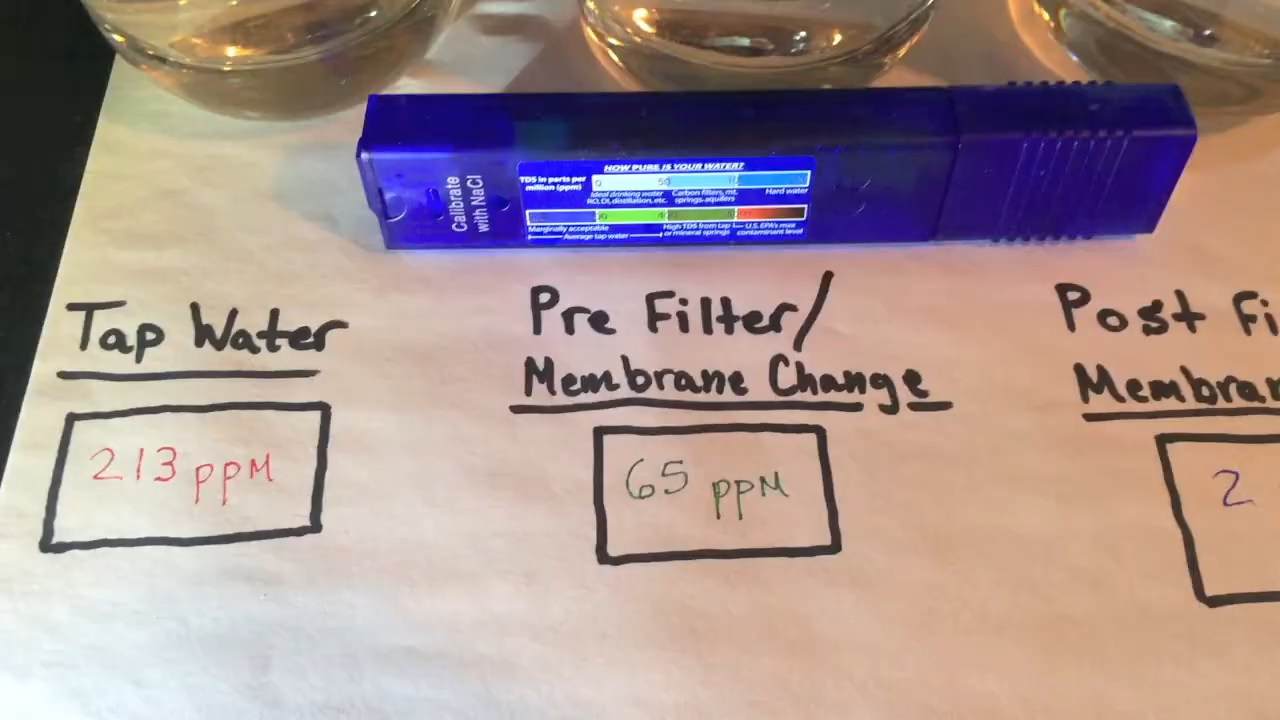 Calibrate
with NaCl
HOW PURE IS YOUR WATER?
TDS in parts per
million (ppm)
0 50
Ideal drinking water
RO, DI, distillation, etc.
Carbon filters, mt.
springs, aquifers
Hard water
Marginally acceptable
Average tap water
High TDS from tap
or mineral springs
U.S. EPA's max
contaminant level
Tap Water
213 ppM
Pre Filter/
Membrane Change
65 ppM
Post Fi
Membran
2